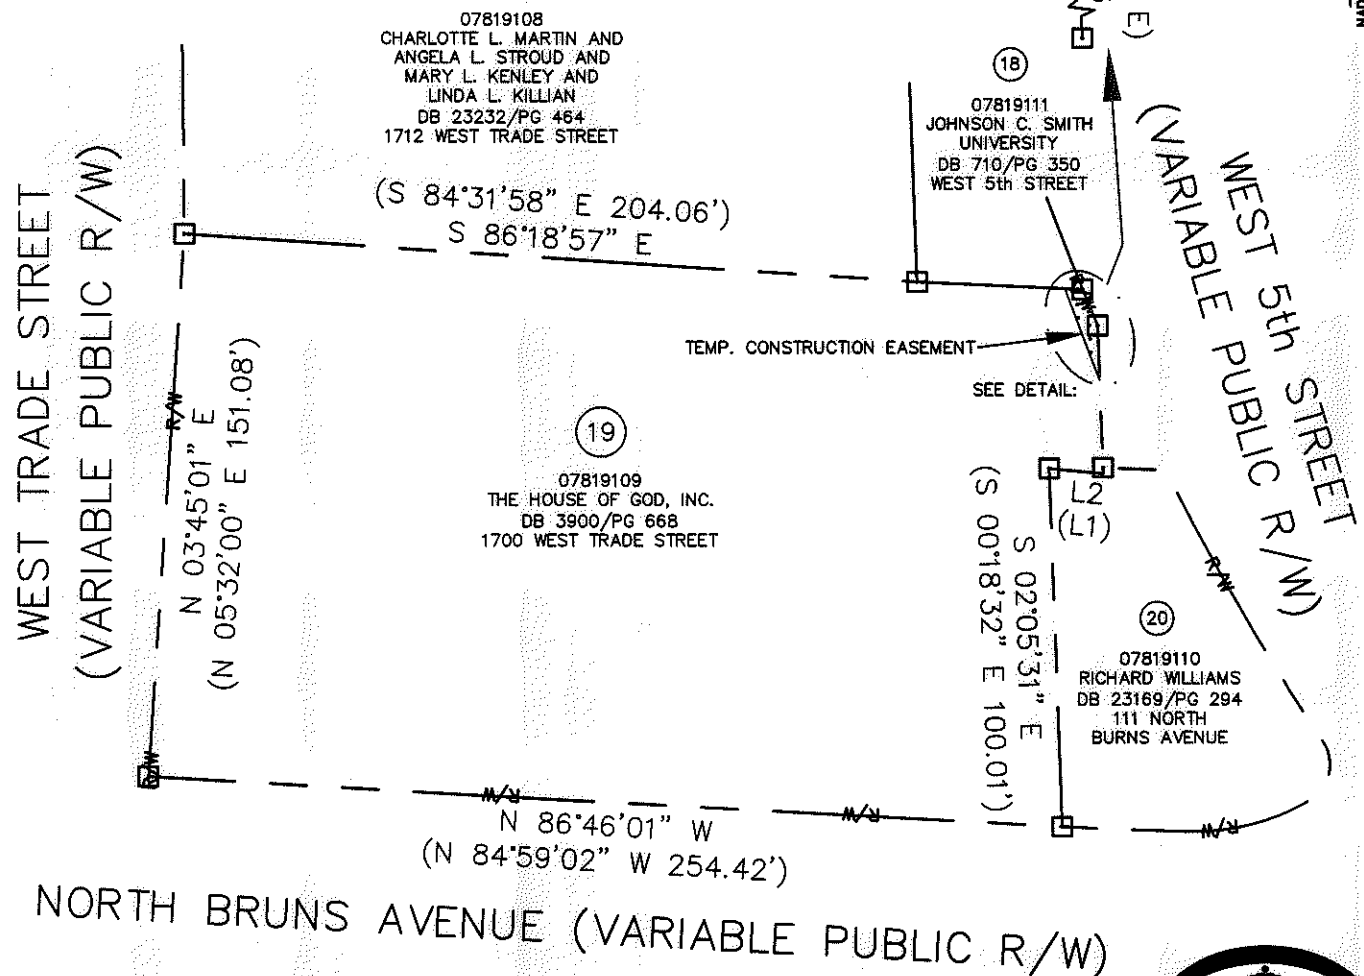 07819108
CHARLOTTE L. MARTIN AND
ANGELA L. STROUD AND
MARY L. KENLEY AND
LINDA L. KILLIAN
DB 23232/PG 464
1712 WEST TRADE STREET
E)
18
07819111
JOHNSON C. SMITH
UNIVERSITY
DB 710/PG 350
WEST 5th STREET
WEST 5th STREET
(VARIABLE PUBLIC R/W)
WEST TRADE STREET
(VARIABLE PUBLIC R/W)
(S 84°31'58" E 204.06')
S 86°18'57" E
R/W
TEMP. CONSTRUCTION EASEMENT
SEE DETAIL:
R/W
N 03°45'01" E
(N 05°32'00" E 151.08')
19
07819109
THE HOUSE OF GOD, INC.
DB 3900/PG 668
1700 WEST TRADE STREET
L2
(L1)
S 02°05'31" E
(S 00°18'32" E 100.01')
R/W
20
07819110
RICHARD WILLIAMS
DB 23169/PG 294
111 NORTH
BURNS AVENUE
R/W
R/W
R/W
R/W
N 86°46'01" W
(N 84°59'02" W 254.42')
NORTH BRUNS AVENUE (VARIABLE PUBLIC R/W)